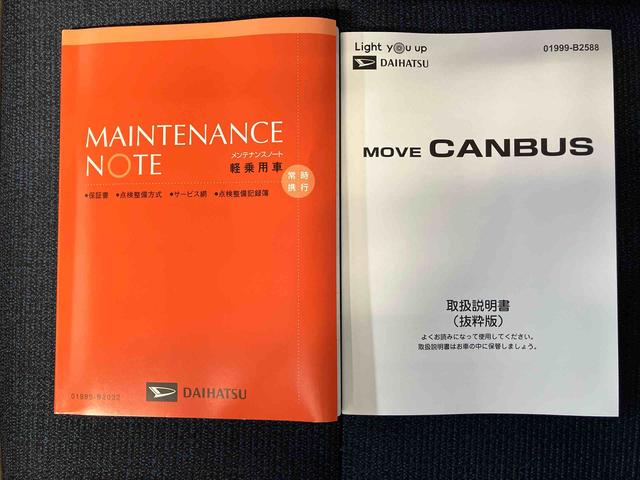 MAINTENANCE
NOTE
メンテナンスノート
軽乗用車
常時
携行
●保証書 ●点検整備方式 ●サービス網 ●点検整備記録簿
01999-B2032
DAIHATSU
Light you up
DAIHATSU
01999-B2588
MOVE CANBUS
取扱説明書
（抜粋版）
よくお読みになって使用してください。
取扱説明書はお車の中に保管しましょう。